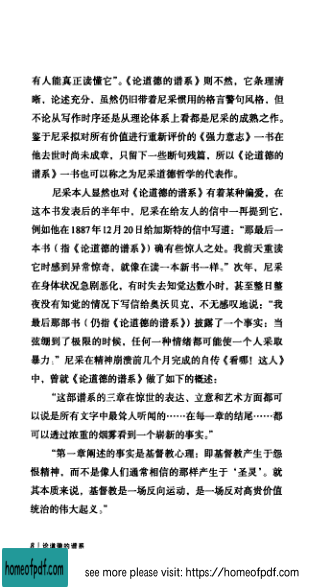 有人能真正读懂它”。《论道德的谱系》则不然，它条理清
晰、论述充分，虽然仍旧带着尼采惯用的格言警句风格，但
不论从写作时序还是从理论体系上看都是尼采的成熟之作。
鉴于尼采拟对所有价值进行重新评价的《强力意志》一书在
他去世时尚未成章，只留下一些断句残篇，所以《论道德的
谱系》一书也可以称之为尼采道德哲学的代表作。
尼采本人显然也对《论道德的谱系》有着某种偏爱，在
这本书发表后的半年中，尼采在给友人的信中一再提到它，
例如他在1887年12月20日给加斯特的信中写道：“那最后一
本书（指《论道德的谱系》）确有些惊人之处。我前天重读
它时感到异常惊奇，就像在读一本新书一样。”次年，尼采
在身体状况急剧恶化，有时失去知觉达数小时，甚至整日整
夜没有知觉的情况下写信给奥沃贝克，不无感叹地说：“我
最后那部书（仍指《论道德的谱系》）披露了一个事实：当
弦绷到了极限的时候，任何一种情绪都可能使一个人采取
暴力。”尼采在精神崩溃前几个月完成的自传《看哪！这人》
中，曾就《论道德的谱系》做了如下的概述：
“这部谱系的三章在惊世的表达、立意和艺术方面都可
以说是所有文字中最耸人听闻的……在每一章的结尾……都
可以透过浓重的烟雾看到一个崭新的事实。”
“第一章阐述的事实是基督教心理：即基督教产生于怨
恨精神，而不是像人们通常相信的那样产生于‘圣灵’。就
其本质来说，基督教是一场反向运动，是一场反对高贵价值
统治的伟大起义。”
论道德的谱系
homeofpdf.com
see more please visit: https://homeofpdf.com